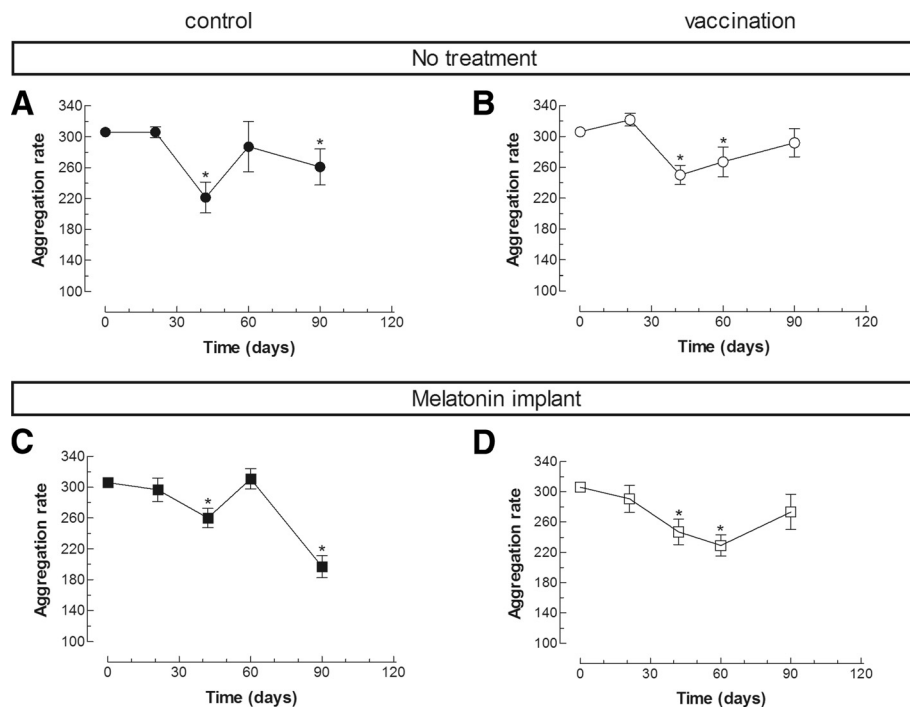 control vaccination
No treatment
A
340
300
260
220
180
140
100
Aggregation rate
*
*
0 30 60 90 120
Time (days)
B
340
300
260
220
180
140
100
Aggregation rate
*
*
0 30 60 90 120
Time (days)
Melatonin implant
C
340
300
260
220
180
140
100
Aggregation rate
*
*
0 30 60 90 120
Time (days)
D
340
300
260
220
180
140
100
Aggregation rate
*
*
0 30 60 90 120
Time (days)